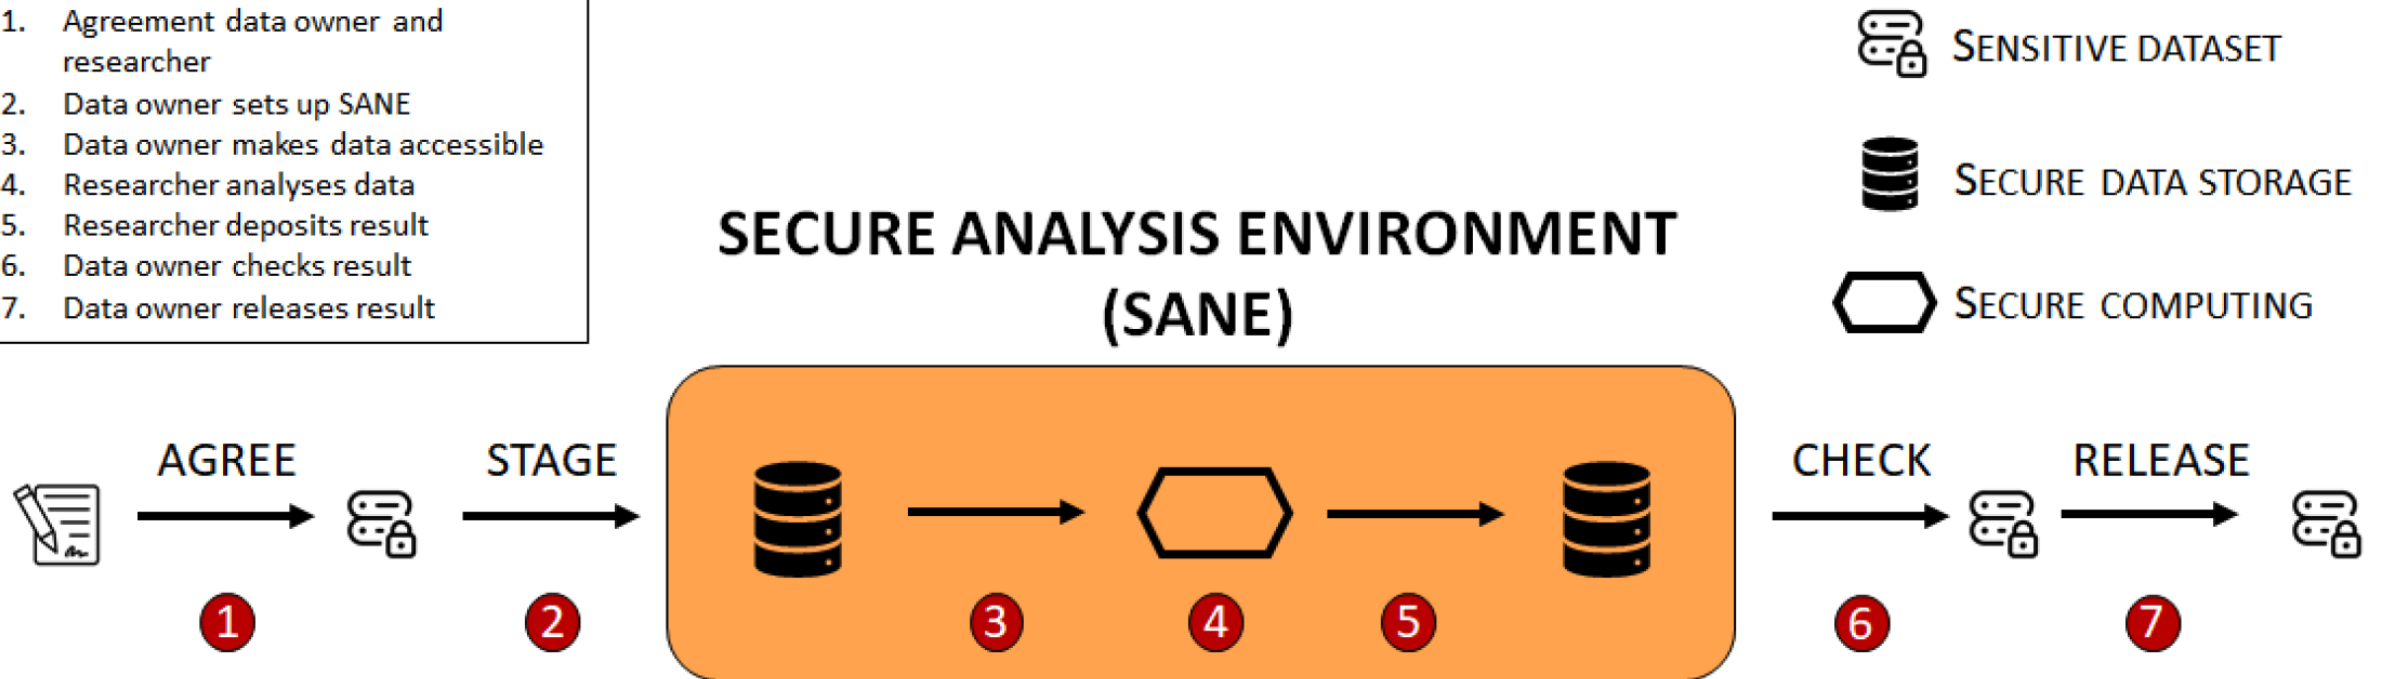 1. Agreement data owner and
researcher
2. Data owner sets up SANE
3. Data owner makes data accessible
4. Researcher analyses data
5. Researcher deposits result
6. Data owner checks result
7. Data owner releases result
SENSITIVE DATASET
SECURE DATA STORAGE
SECURE COMPUTING
SECURE ANALYSIS ENVIRONMENT
(SANE)
AGREE
STAGE
CHECK
RELEASE
1
2
3
4
5
6
7